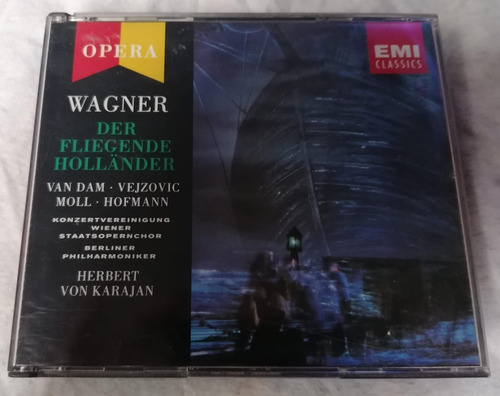 OPERA
EMI
CLASSICS
WAGNER
DER
FLIEGENDE
HOLLÄNDER
VAN DAM · VEJZOVIC
MOLL · HOFMANN
KONZERTVEREINIGUNG
WIENER
STAATSOPERNCHOR
BERLINER
PHILHARMONIKER
HERBERT
VON KARAJAN